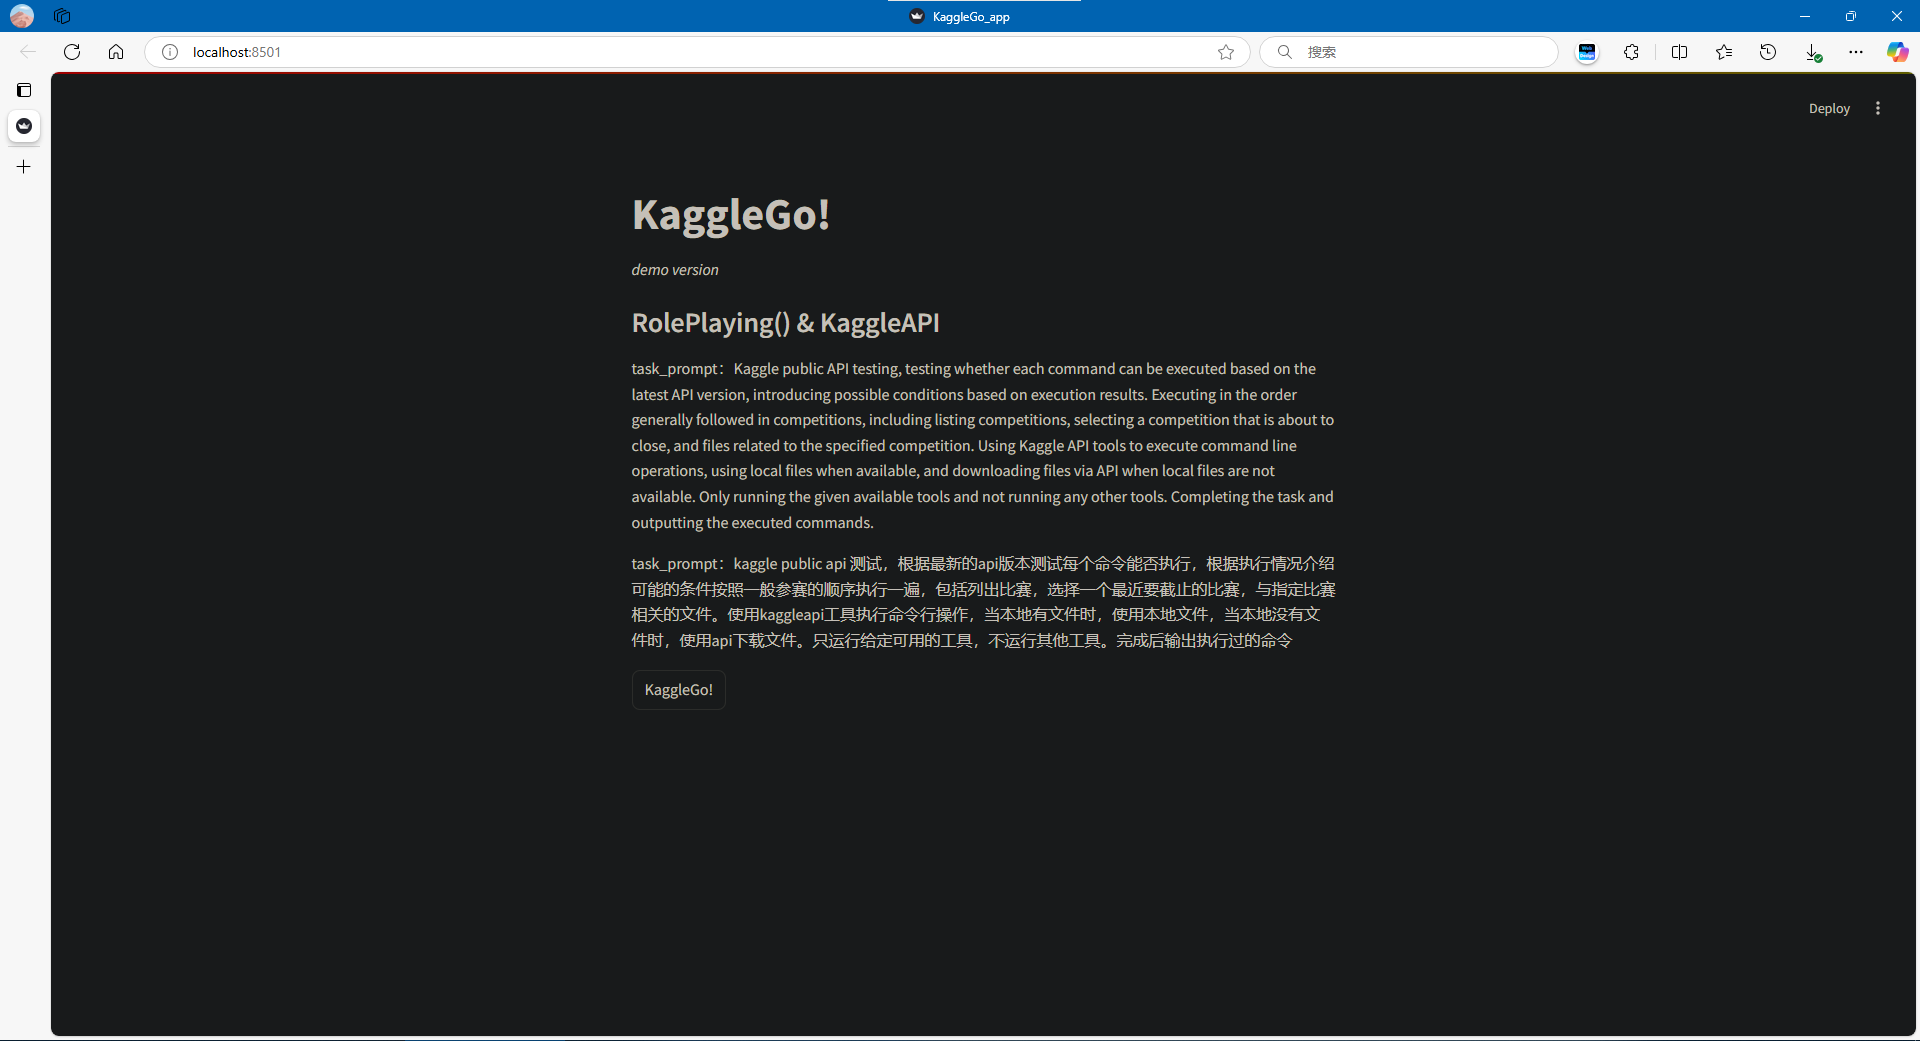 KaggleGo_app
localhost:8501
搜索
Deploy
KaggleGo!
demo version
RolePlaying() & KaggleAPI
task_prompt：Kaggle public API testing, testing whether each command can be executed based on the
latest API version, introducing possible conditions based on execution results. Executing in the order
generally followed in competitions, including listing competitions, selecting a competition that is about to
close, and files related to the specified competition. Using Kaggle API tools to execute command line
operations, using local files when available, and downloading files via API when local files are not
available. Only running the given available tools and not running any other tools. Completing the task and
outputting the executed commands.
task_prompt：kaggle public api 测试，根据最新的api版本测试每个命令能否执行，根据执行情况介绍
可能的条件按照一般参赛的顺序执行一遍，包括列出比赛，选择一个最近要截止的比赛，与指定比赛
相关的文件。使用kaggleapi工具执行命令行操作，当本地有文件时，使用本地文件，当本地没有文
件时，使用api下载文件。只运行给定可用的工具，不运行其他工具。完成后输出执行过的命令
KaggleGo!